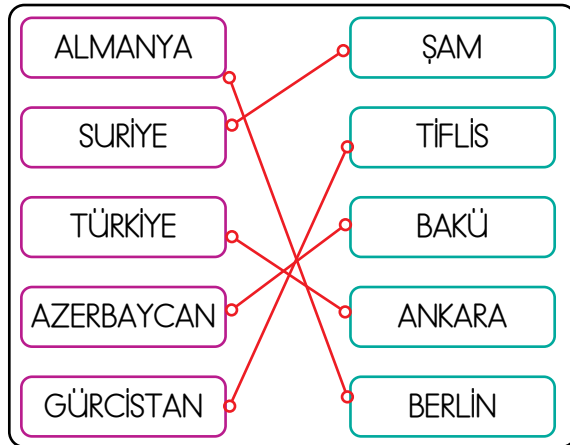 ALMANYA
ŞAM
SURİYE
TİFLİS
TÜRKİYE
BAKÜ
AZERBAYCAN
ANKARA
GÜRCİSTAN
BERLİN